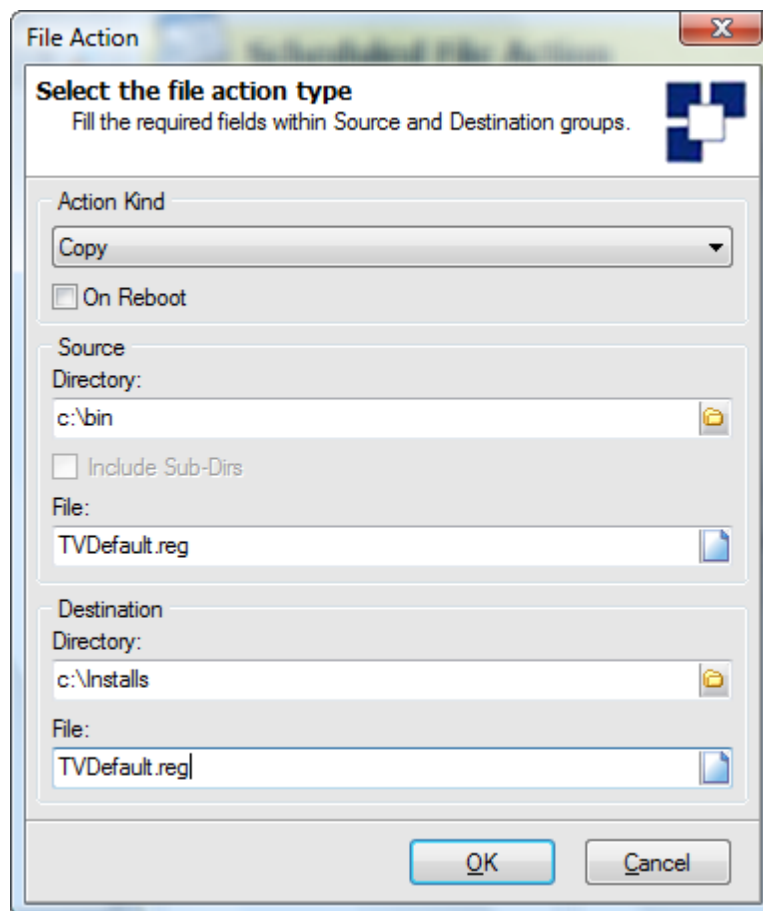 File Action
Select the file action type
Fill the required fields within Source and Destination groups.
Action Kind
Copy
On Reboot
Source
Directory:
c:\bin
Include Sub-Dirs
File:
TVDefault.reg
Destination
Directory:
c:\Installs
File:
TVDefault.reg
OK
Cancel